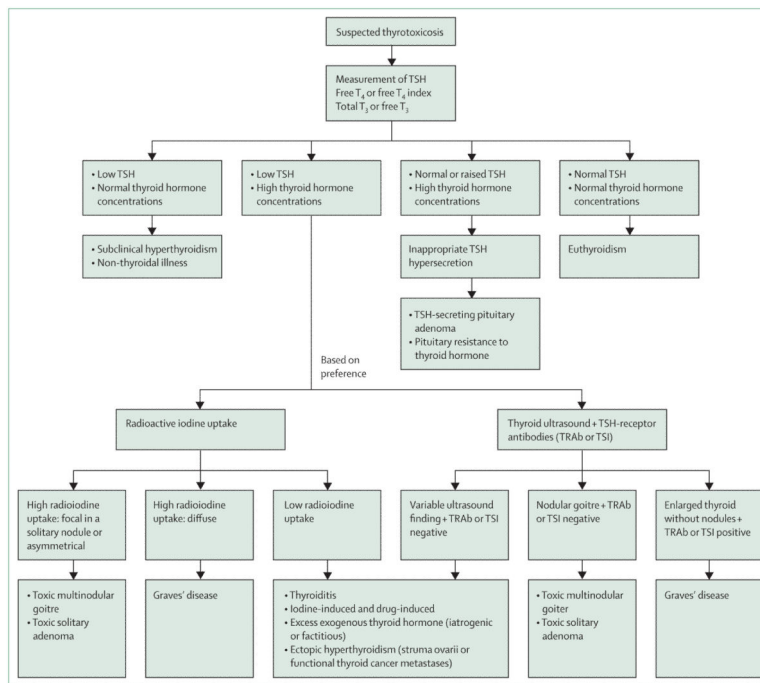 Suspected thyrotoxicosis
Measurement of TSH
Free T4 or free T4 index
Total T3 or free T3
• Low TSH
• Normal thyroid hormone
concentrations
• Low TSH
• High thyroid hormone
concentrations
• Normal or raised TSH
• High thyroid hormone
concentrations
• Normal TSH
• Normal thyroid hormone
concentrations
• Subclinical hyperthyroidism
• Non-thyroidal illness
Inappropriate TSH
hypersecretion
Euthyroidism
• TSH-secreting pituitary
adenoma
• Pituitary resistance to
thyroid hormone
Based on
preference
Radioactive iodine uptake
Thyroid ultrasound + TSH-receptor
antibodies (TRAb or TSI)
High radioiodine
uptake: focal in a
solitary nodule or
asymmetrical
High radioiodine
uptake: diffuse
Low radioiodine
uptake
Variable ultrasound
finding + TRAb or TSI
negative
Nodular goitre + TRAb
or TSI negative
Enlarged thyroid
without nodules +
TRAb or TSI positive
• Toxic multinodular
goitre
• Toxic solitary
adenoma
Graves' disease
• Thyroiditis
• Iodine-induced and drug-induced
• Excess exogenous thyroid hormone (iatrogenic
or factitious)
• Ectopic hyperthyroidism (struma ovarii or
functional thyroid cancer metastases)
• Toxic multinodular
goiter
• Toxic solitary
adenoma
Graves' disease